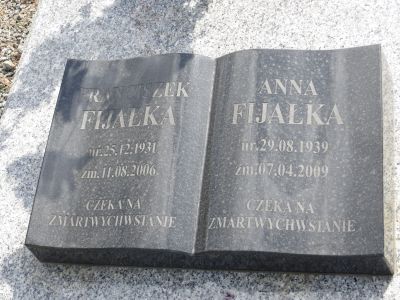 FRANCISZEK
FIJAŁKA
ur.25.12.1931
zm.11.08.2006
CZEKA NA
ZMARTWYCHWSTANIE
ANNA
FIJAŁKA
ur.29.08.1939
zm.07.04.2009
CZEKA NA
ZMARTWYCHWSTANIE